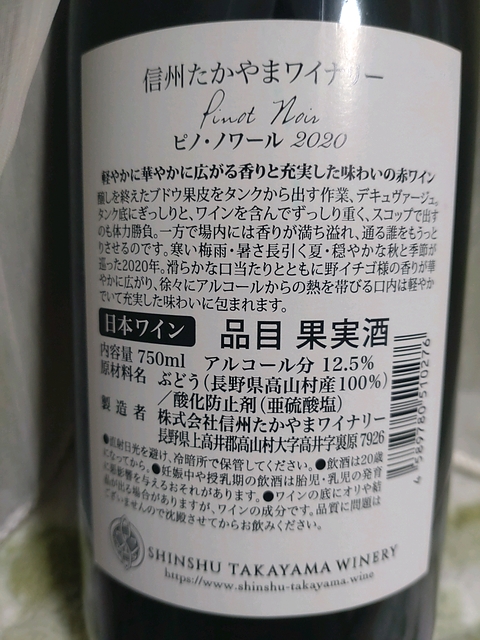 信州たかやまワイナリー
Pinot Noir
ピノ・ノワール 2020
軽やかに華やかに広がる香りと充実した味わいの赤ワイン
醸しを終えたブドウ果皮をタンクから出す作業、デキュヴァージュ。
タンク底にぎっしりと、ワインを含んでずっしり重く、スコップで出す
のも体力勝負。一方で場内には香りが満ち溢れ、通る誰をもうっと
りさせるのです。寒い梅雨・暑さ長引く夏・穏やかな秋と季節が
巡った2020年。滑らかな口当たりとともに野イチゴ様の香りが華
やかに広がり、徐々にアルコールからの熱を帯びる口内は軽やか
でいて充実した味わいに包まれます。
日本ワイン 品目 果実酒
内容量 750ml アルコール分 12.5%
原材料名 ぶどう(長野県高山村産100%)
/酸化防止剤(亜硫酸塩)
製造者 株式会社信州たかやまワイナリー
長野県上高井郡高山村大字高井字裏原 7926
●直射日光を避け、冷暗所で保管してください。●飲酒は20歳
になってから。●妊娠中や授乳期の飲酒は胎児・乳児の発育
に悪影響を与えるおそれがあります。●ワインの底にオリや結
晶が出る場合がありますが、ワインの成分です。品質に問題は
ございませんので沈殿させてからお飲みください。
4 589780 510276
SHINSHU TAKAYAMA WINERY
https://www.shinshu-takayama.wine